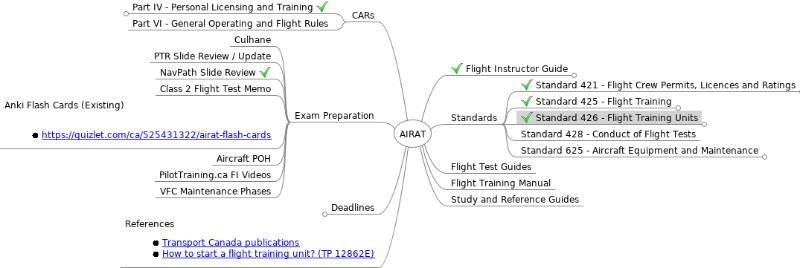 Part IV - Personal Licensing and Training
Part VI - General Operating and Flight Rules
CARs
Culhane
PTR Slide Review / Update
NavPath Slide Review
Class 2 Flight Test Memo
Anki Flash Cards (Existing)
https://quizlet.com/ca/525431322/airat-flash-cards
Aircraft POH
PilotTraining.ca FI Videos
VFC Maintenance Phases
Exam Preparation
Deadlines
References
Transport Canada publications
How to start a flight training unit? (TP 12862E)
AIRAT
Flight Instructor Guide
Standards
Standard 421 - Flight Crew Permits, Licences and Ratings
Standard 425 - Flight Training
Standard 426 - Flight Training Units
Standard 428 - Conduct of Flight Tests
Standard 625 - Aircraft Equipment and Maintenance
Flight Test Guides
Flight Training Manual
Study and Reference Guides